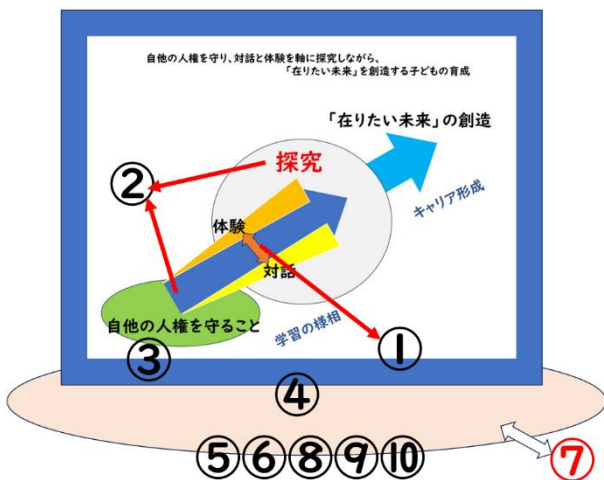 自他の人権を守り、対話と体験を軸に探究しながら、
「在りたい未来」を創造する子どもの育成
「在りたい未来」の創造
探究
②
キャリア形成
体験
対話
自他の人権を守ること
学習の様相
①
③
④
⑤⑥⑧⑨⑩
⑦